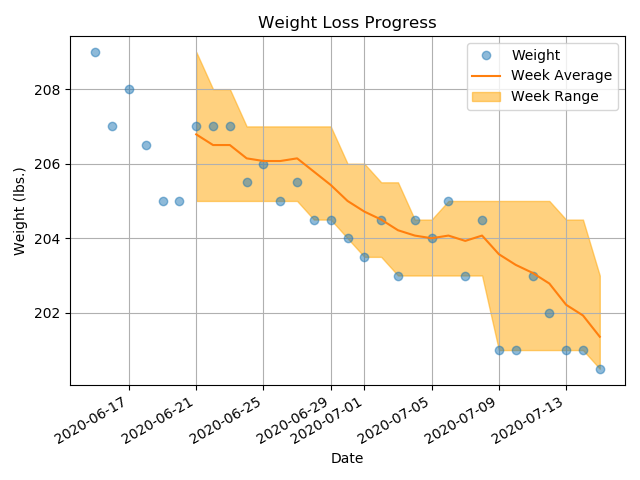 Weight Loss Progress
Weight
Week Average
Week Range
Weight (lbs.)
208
206
204
202
2020-06-17
2020-06-21
2020-06-25
2020-06-29
2020-07-01
2020-07-05
2020-07-09
2020-07-13
Date